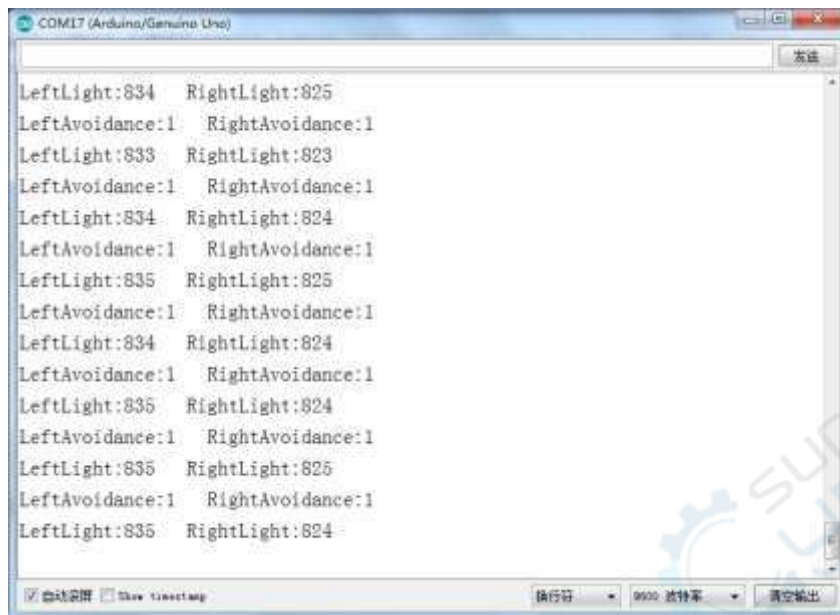 COM17 (Arduino/Genuino Uno)
发送
LeftLight:834 RightLight:825
LeftAvoidance:1 RightAvoidance:1
LeftLight:833 RightLight:823
LeftAvoidance:1 RightAvoidance:1
LeftLight:834 RightLight:824
LeftAvoidance:1 RightAvoidance:1
LeftLight:835 RightLight:825
LeftAvoidance:1 RightAvoidance:1
LeftLight:834 RightLight:824
LeftAvoidance:1 RightAvoidance:1
LeftLight:835 RightLight:824
LeftAvoidance:1 RightAvoidance:1
LeftLight:835 RightLight:825
LeftAvoidance:1 RightAvoidance:1
LeftLight:835 RightLight:824
自动滚屏 Show timestamp 换行符 9600 波特率 清空输出